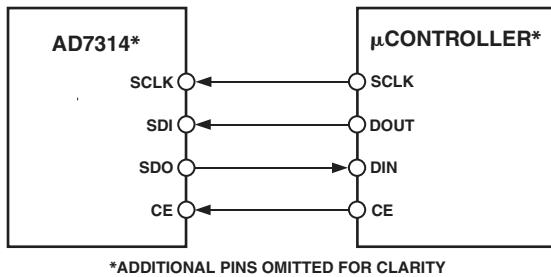 AD7314*
μCONTROLLER*
SCLK
SCLK
SDI
DOUT
SDO
DIN
CE
CE
*ADDITIONAL PINS OMITTED FOR CLARITY